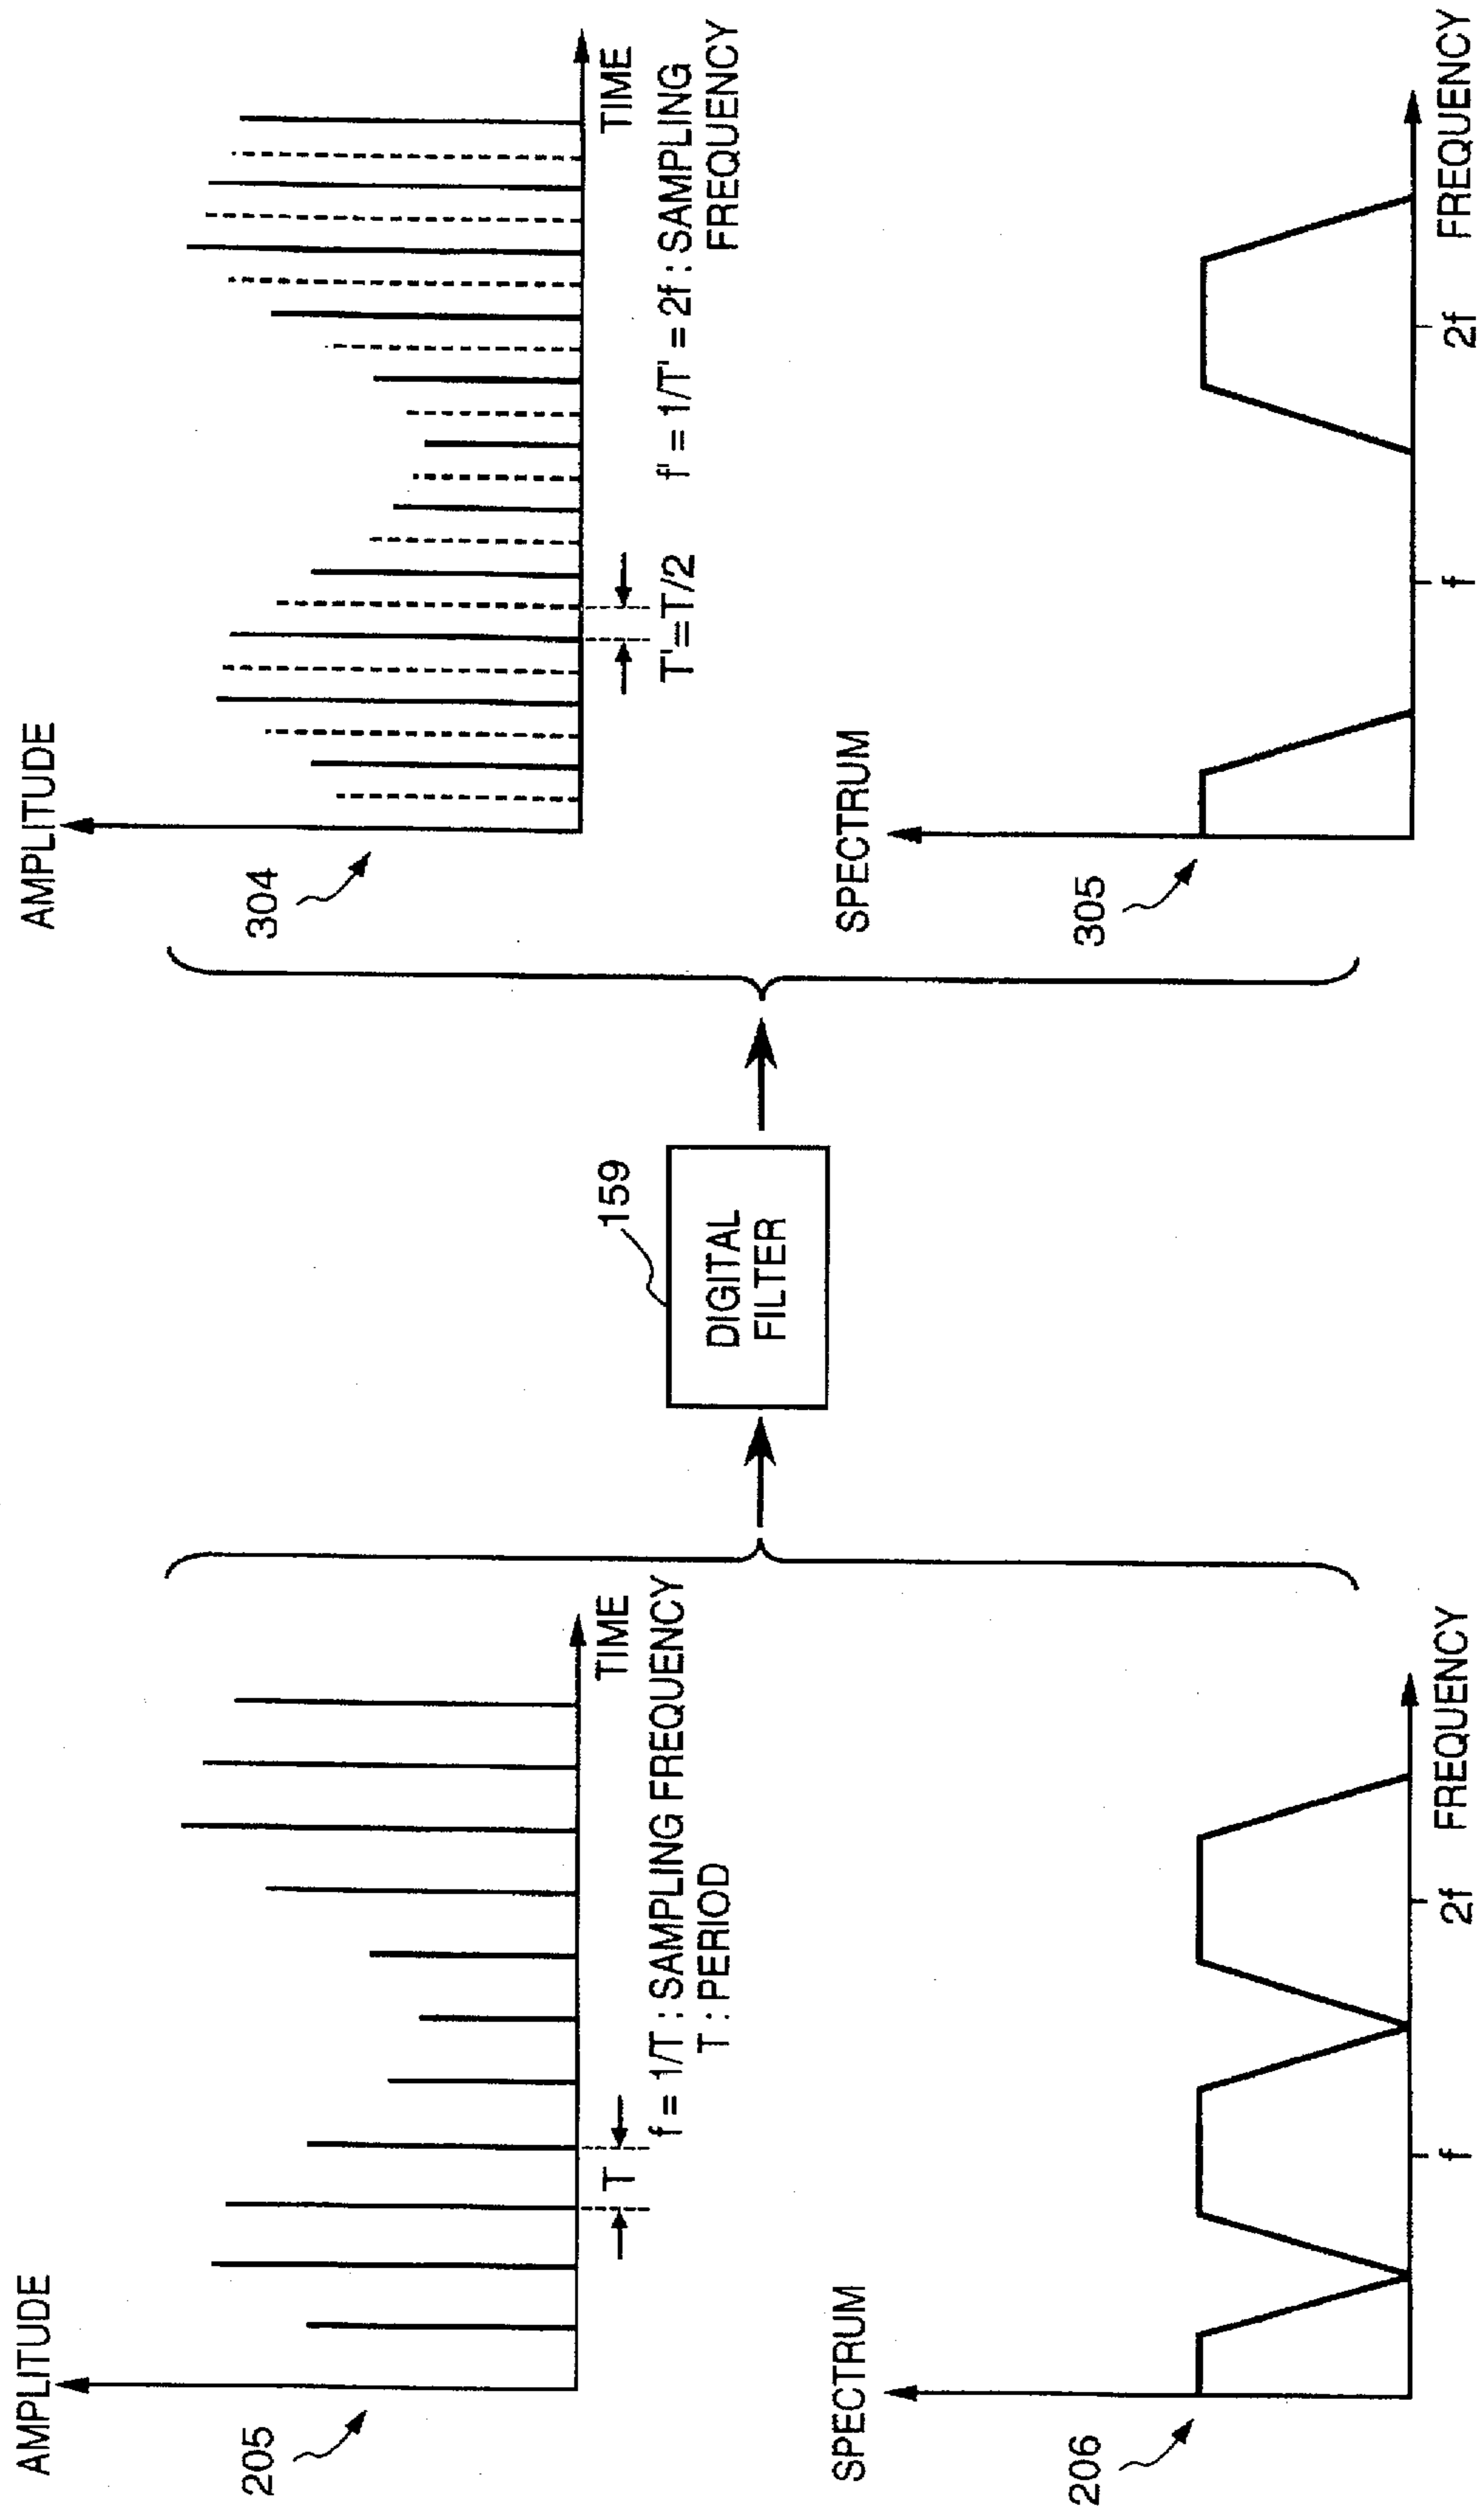 AMPLITUDE
205
TIME
T
f = 1/T : SAMPLING FREQUENCY
T : PERIOD
SPECTRUM
206
f
2f
FREQUENCY
159
DIGITAL
FILTER
AMPLITUDE
304
TIME
T'=T/2
f' = 1/T' = 2f : SAMPLING
FREQUENCY
SPECTRUM
305
f
2f
FREQUENCY